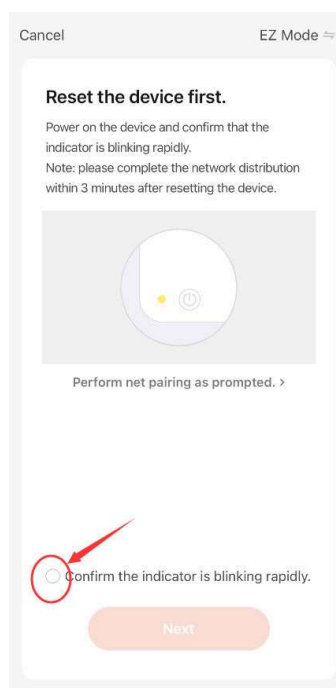 Cancel
EZ Mode
Reset the device first.
Power on the device and confirm that the
indicator is blinking rapidly.
Note: please complete the network distribution
within 3 minutes after resetting the device.
Perform net pairing as prompted. >
Confirm the indicator is blinking rapidly.
Next